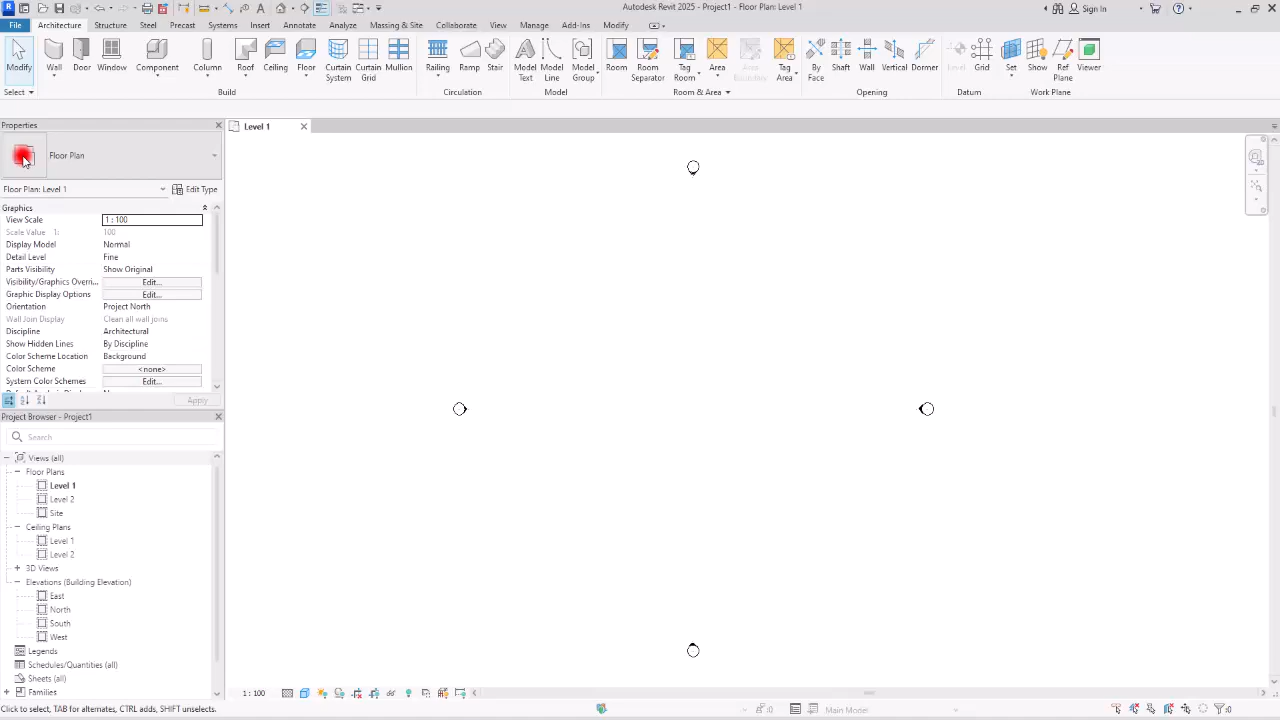 Autodesk Revit 2025 - Project1 - Floor Plan: Level 1
Sign In
File Architecture Structure Steel Precast Systems Insert Annotate Analyze Massing & Site Collaborate View Manage Add-Ins Modify
Modify Wall Door Window Component Column Roof Ceiling Floor Curtain System Curtain Grid Mullion Railing Ramp Stair Model Text Model Line Model Group Room Room Separator Tag Room Area Area Boundary Tag Area By Face Shaft Wall Vertical Dormer Level Grid Set Show Ref Plane Viewer
Select Build Circulation Model Room & Area Opening Datum Work Plane
Properties
Level 1
Floor Plan
Floor Plan: Level 1 Edit Type
Graphics
View Scale 1 : 100
Scale Value 1: 100
Display Model Normal
Detail Level Fine
Parts Visibility Show Original
Visibility/Graphics Overri... Edit...
Graphic Display Options Edit...
Orientation Project North
Wall Join Display Clean all wall joins
Discipline Architectural
Show Hidden Lines By Discipline
Color Scheme Location Background
Color Scheme <none>
System Color Schemes Edit...
Apply
Project Browser - Project1
Search
Views (all)
Floor Plans
Level 1
Level 2
Site
Ceiling Plans
Level 1
Level 2
3D Views
Elevations (Building Elevation)
East
North
South
West
Legends
Schedules/Quantities (all)
Sheets (all)
Families
1 : 100
Click to select, TAB for alternates, CTRL adds, SHIFT unselects.
:0
Main Model
:0